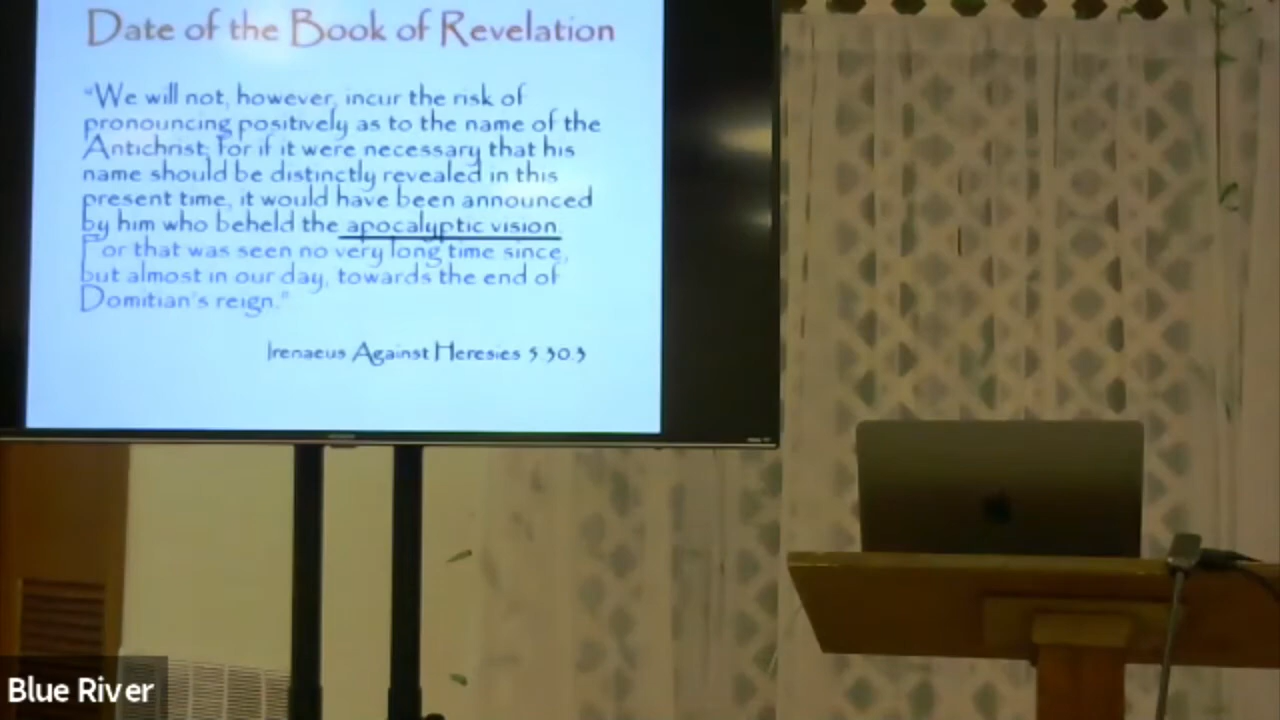 Date of the Book of Revelation
"We will not, however, incur the risk of
pronouncing positively as to the name of the
Antichrist; for if it were necessary that his
name should be distinctly revealed in this
present time, it would have been announced
by him who beheld the apocalyptic vision.
For that was seen no very long time since,
but almost in our day, towards the end of
Domitian's reign."
Irenaeus Against Heresies 5.30.3
Blue River